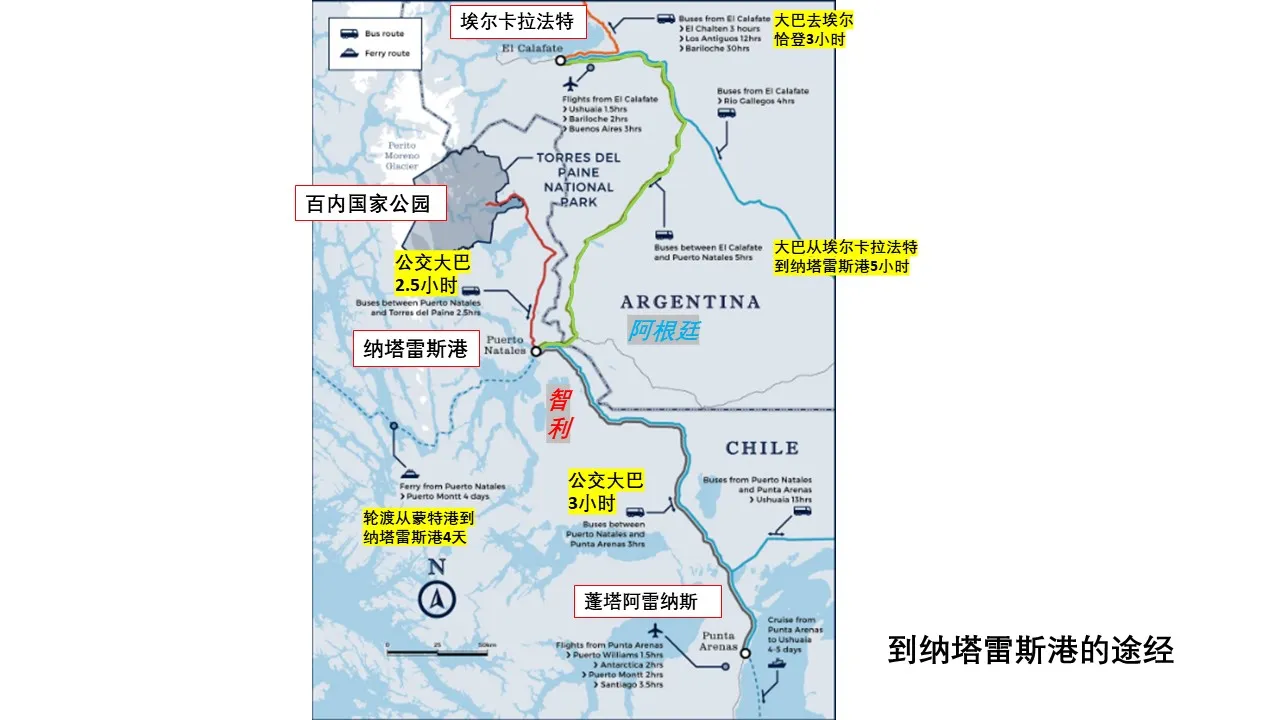 埃尔卡拉法特
El Calafate
Bus route
Ferry route
Buses from El Calafate
> El Chalten 3 hours
> Los Antiguos 12hrs
> Bariloche 30hrs
大巴去埃尔
恰登3小时
Flights from El Calafate
> Ushuaia 1.5hrs
> Bariloche 2hrs
> Buenos Aires 3hrs
Buses from El Calafate
> Rio Gallegos 4hrs
Perito
Moreno
Glacier
TORRES DEL
PAINE
NATIONAL
PARK
百内国家公园
Buses between El Calafate
and Puerto Natales 5hrs
大巴从埃尔卡拉法特
到纳塔雷斯港5小时
公交大巴
2.5小时
Buses between Puerto Natales
and Torres del Paine 2.5hrs
ARGENTINA
阿根廷
纳塔雷斯港
Puerto
Natales
智
利
CHILE
Buses from Puerto Natales
and Punta Arenas
> Ushuaia 13hrs
Ferry from Puerto Natales
> Puerto Montt 4 days
轮渡从蒙特港到
纳塔雷斯港4天
公交大巴
3小时
Buses between
Puerto Natales and
Punta Arenas 3hrs
N
0 25 50km
蓬塔阿雷纳斯
Flights from Punta Arenas
> Puerto Williams 1.5hrs
> Antarctica 2hrs
> Puerto Montt 2hrs
> Santiago 3.5hrs
Punta
Arenas
Cruise from
Punta Arenas
to Ushuaia
4-5 days
到纳塔雷斯港的途经